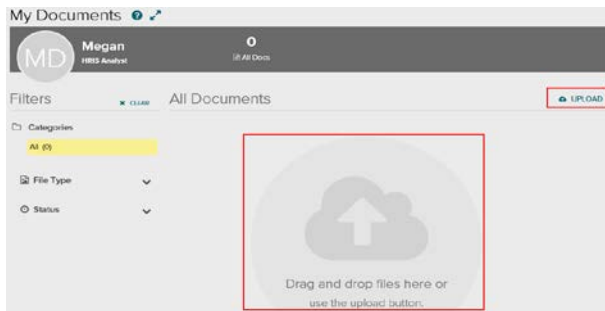 My Documents
MD
Megan
HRIS Analyst
0
All Docs
Filters
CLEAR
All Documents
UPLOAD
Categories
All (0)
File Type
Status
Drag and drop files here or
use the upload button.